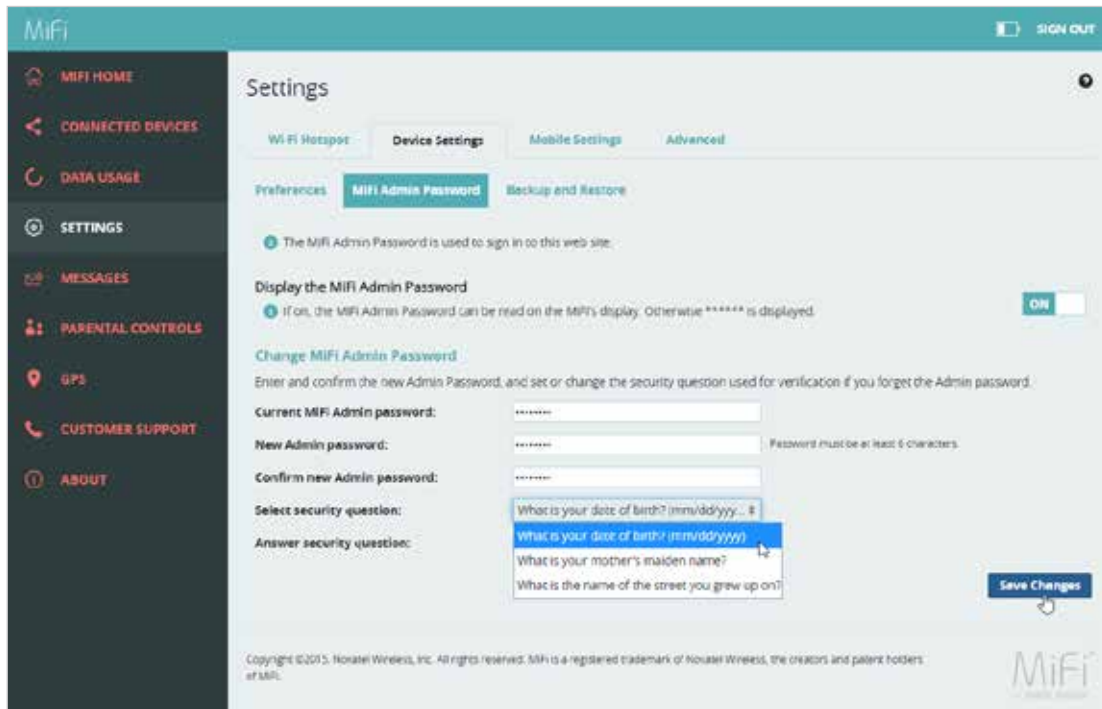 MiFi
SIGN OUT
MIFI HOME
CONNECTED DEVICES
DATA USAGE
SETTINGS
MESSAGES
PARENTAL CONTROLS
GPS
CUSTOMER SUPPORT
ABOUT
Settings
Wi-Fi Hotspot Device Settings Mobile Settings Advanced
Preferences MiFi Admin Password Backup and Restore
The MiFi Admin Password is used to sign in to this web site.
Display the MiFi Admin Password
If on, the MiFi Admin Password can be read on the MiFi's display. Otherwise ****** is displayed.
ON
Change MiFi Admin Password
Enter and confirm the new Admin Password, and set or change the security question used for verification if you forget the Admin password.
Current MiFi Admin password: ••••••••
New Admin password: •••••••• Password must be at least 6 characters.
Confirm new Admin password: ••••••••
Select security question: What is your date of birth? (mm/dd/yyy...
What is your date of birth? (mm/dd/yyyy)
Answer security question:
What is your mother's maiden name?
What is the name of the street you grew up on?
Save Changes
Copyright ©2015. Novatel Wireless, Inc. All rights reserved. MiFi is a registered trademark of Novatel Wireless, the creators and patent holders
of MiFi.
MiFi